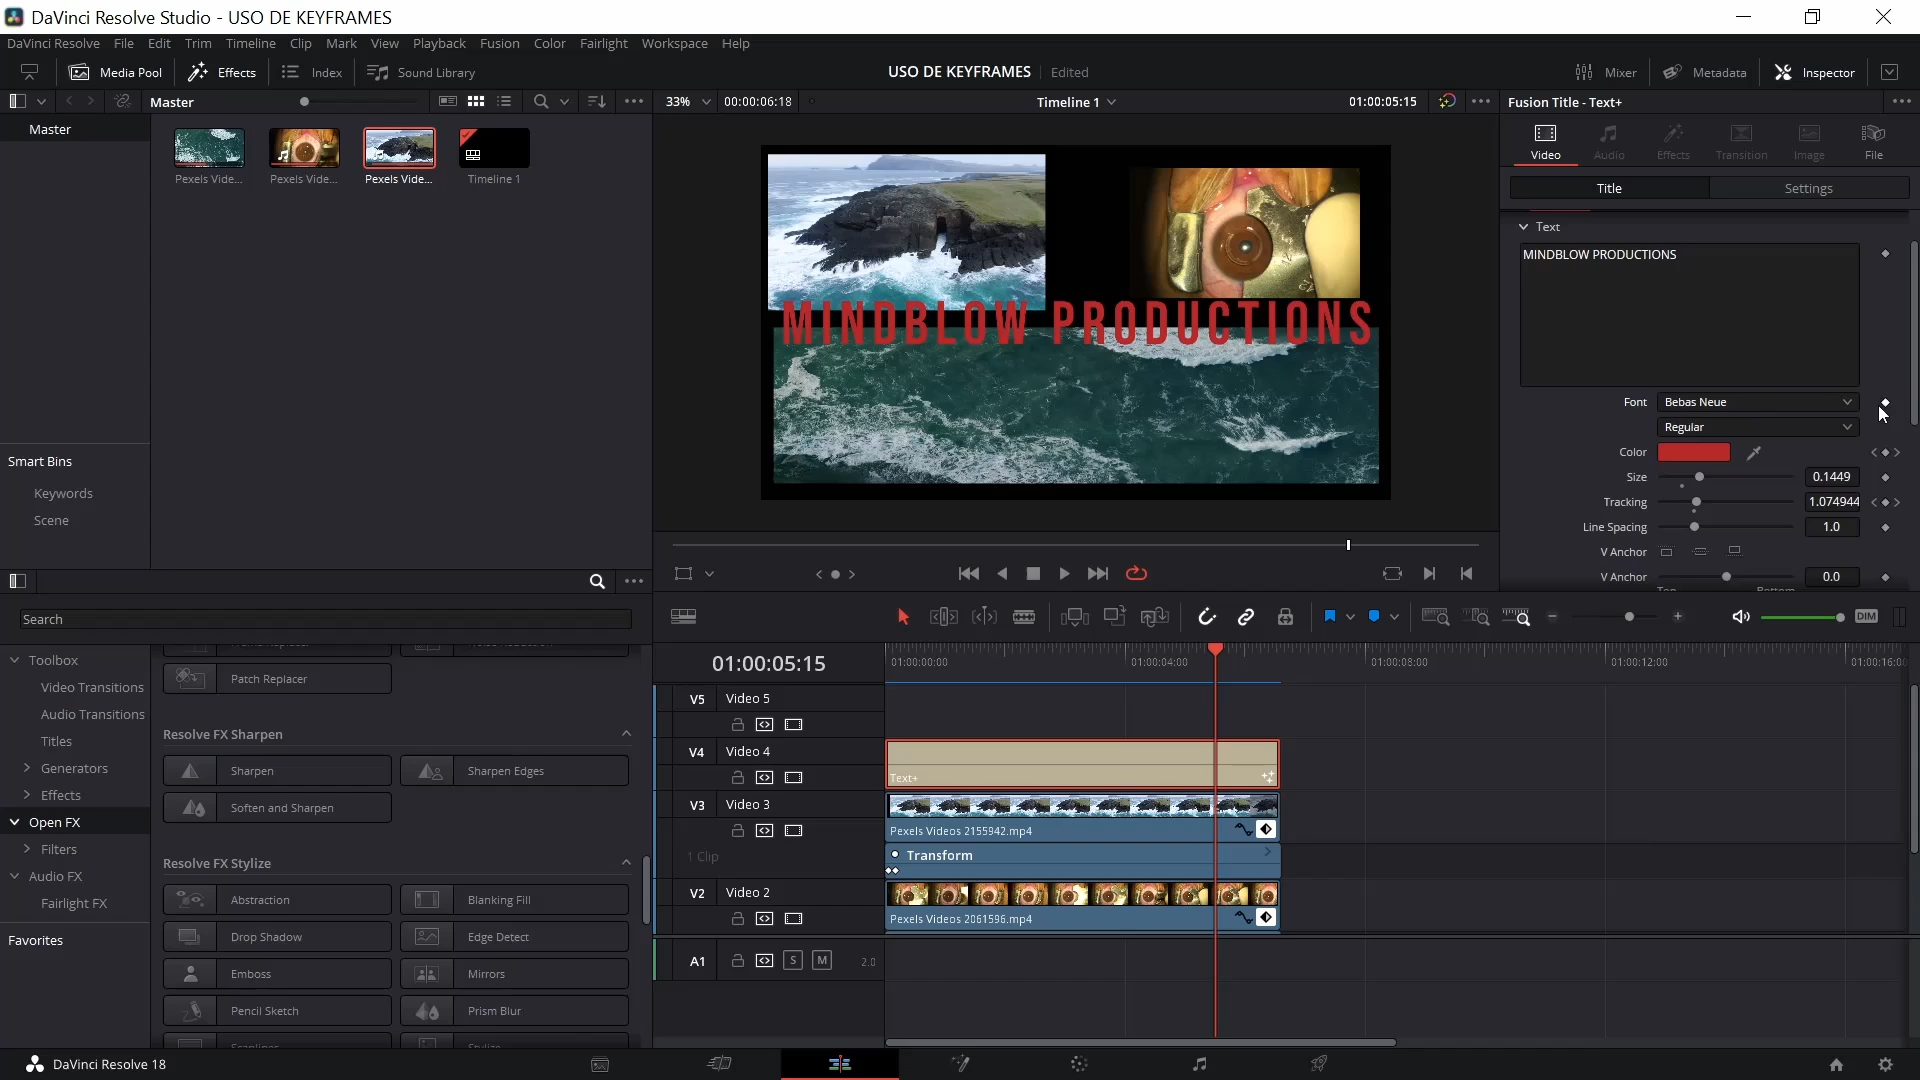 DaVinci Resolve Studio - USO DE KEYFRAMES
DaVinci Resolve File Edit Trim Timeline Clip Mark View Playback Fusion Color Fairlight Workspace Help
Media Pool Effects Index Sound Library USO DE KEYFRAMES Edited Mixer Metadata Inspector
Master 33% 00:00:06:18 Timeline 1 01:00:05:15 Fusion Title - Text+
Master
Video Audio Effects Transition Image File
Pexels Vide... Pexels Vide... Pexels Vide... Timeline 1
Title Settings
Text
MINDBLOW PRODUCTIONS
MINDBLOW PRODUCTIONS
Font Bebas Neue
Regular
Color
Size 0.1449
Tracking 1.074944
Line Spacing 1.0
V Anchor
V Anchor 0.0
Smart Bins
Keywords
Scene
Search
DIM
Toolbox
Video Transitions
Audio Transitions
Titles
Generators
Effects
Open FX
Filters
Audio FX
Fairlight FX
Favorites
Patch Replacer
Resolve FX Sharpen
Sharpen Sharpen Edges
Soften and Sharpen
Resolve FX Stylize
Abstraction Blanking Fill
Drop Shadow Edge Detect
Emboss Mirrors
Pencil Sketch Prism Blur
01:00:05:15 01:00:00:00 01:00:04:00 01:00:08:00 01:00:12:00 01:00:16:0
V5 Video 5
V4 Video 4
Text+
V3 Video 3
Pexels Videos 2155942.mp4
1 Clip
Transform
V2 Video 2
Pexels Videos 2061596.mp4
A1 S M 2.0
DaVinci Resolve 18